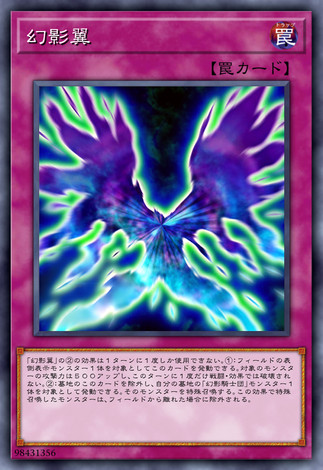 幻影翼
トラップ
罠
【罠カード】
「幻影翼」の②の効果は1ターンに1度しか使用できない。①:フィールドの表
側表示モンスター1体を対象としてこのカードを発動できる。対象のモンスタ
ーの攻撃力は500アップし、このターンに1度だけ戦闘・効果では破壊され
ない。②:墓地のこのカードを除外し、自分の墓地の「幻影騎士団」モンスター1
体を対象として発動できる。そのモンスターを特殊召喚する。この効果で特殊
召喚したモンスターは、フィールドから離れた場合に除外される。
98431356